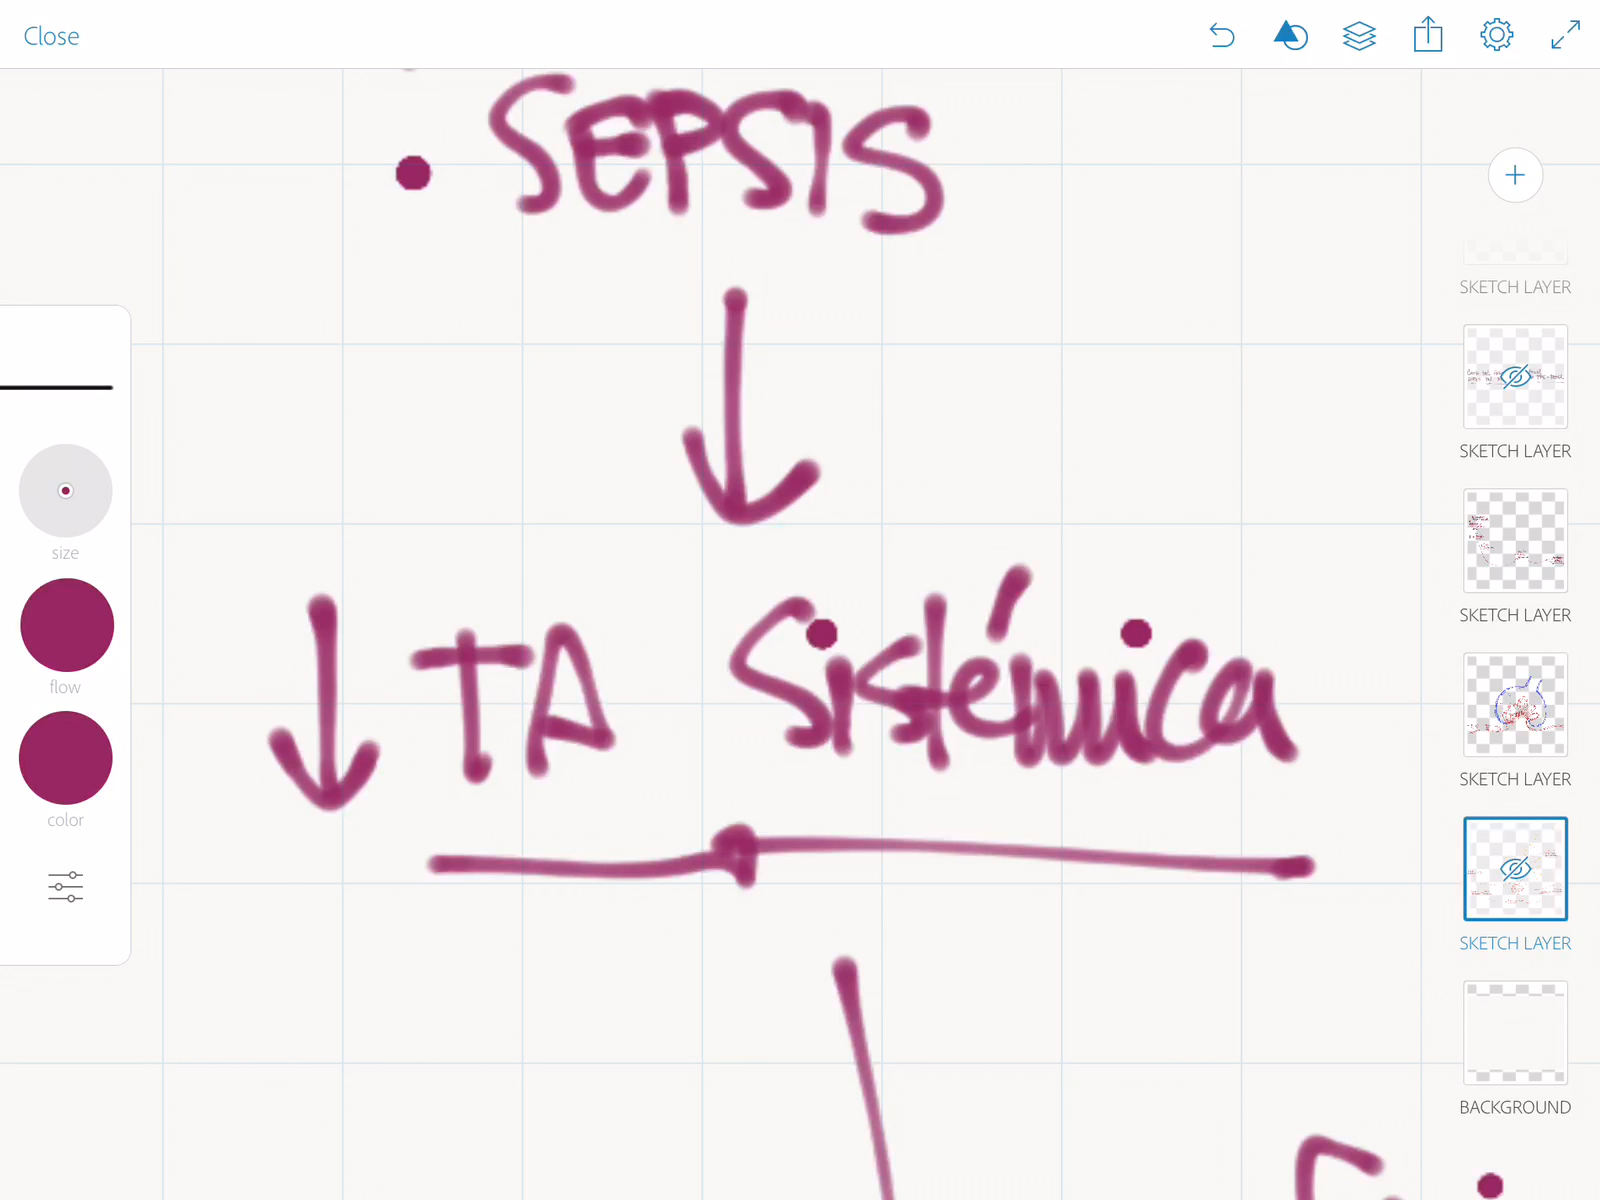 Close
SEPSIS
↓
↓ TA Sistémica
size
flow
color
SKETCH LAYER
SKETCH LAYER
SKETCH LAYER
SKETCH LAYER
SKETCH LAYER
BACKGROUND